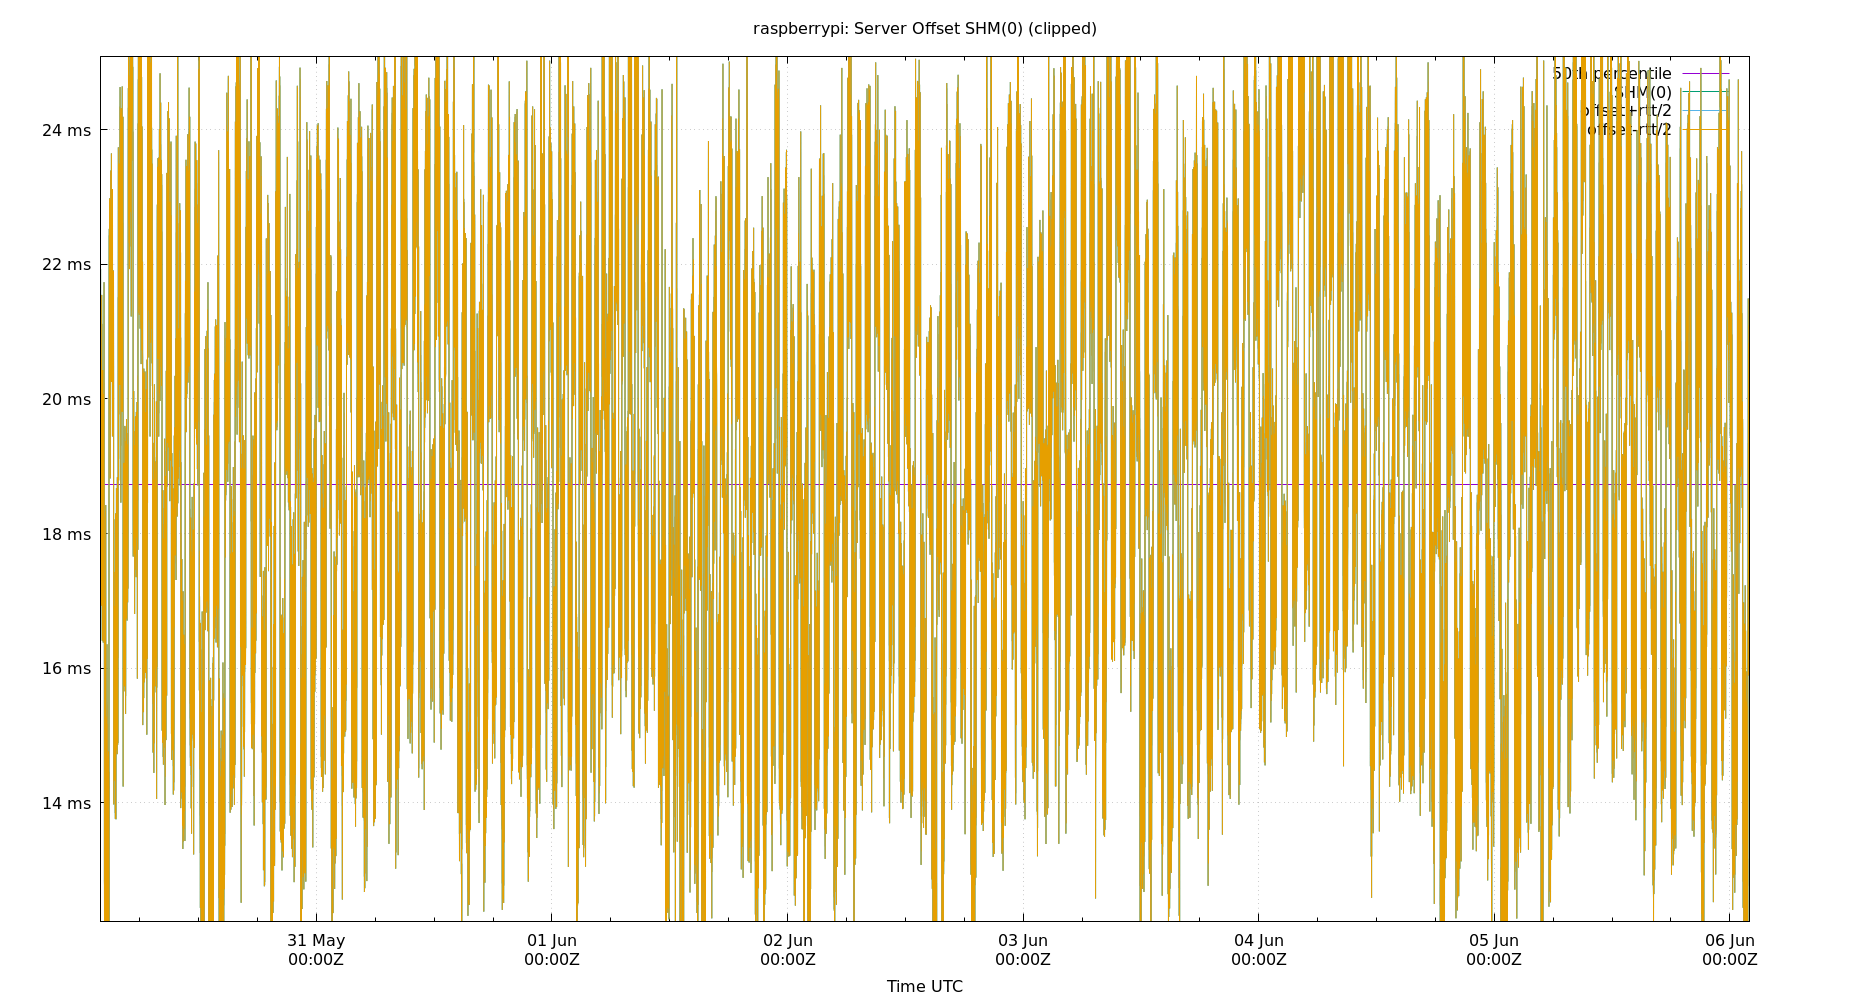 raspberrypi: Server Offset SHM(0) (clipped)
50th percentile
SHM(0)
offset+rtt/2
offset-rtt/2
24 ms
22 ms
20 ms
18 ms
16 ms
14 ms
31 May 01 Jun 02 Jun 03 Jun 04 Jun 05 Jun 06 Jun
00:00Z 00:00Z 00:00Z 00:00Z 00:00Z 00:00Z 00:00Z
Time UTC